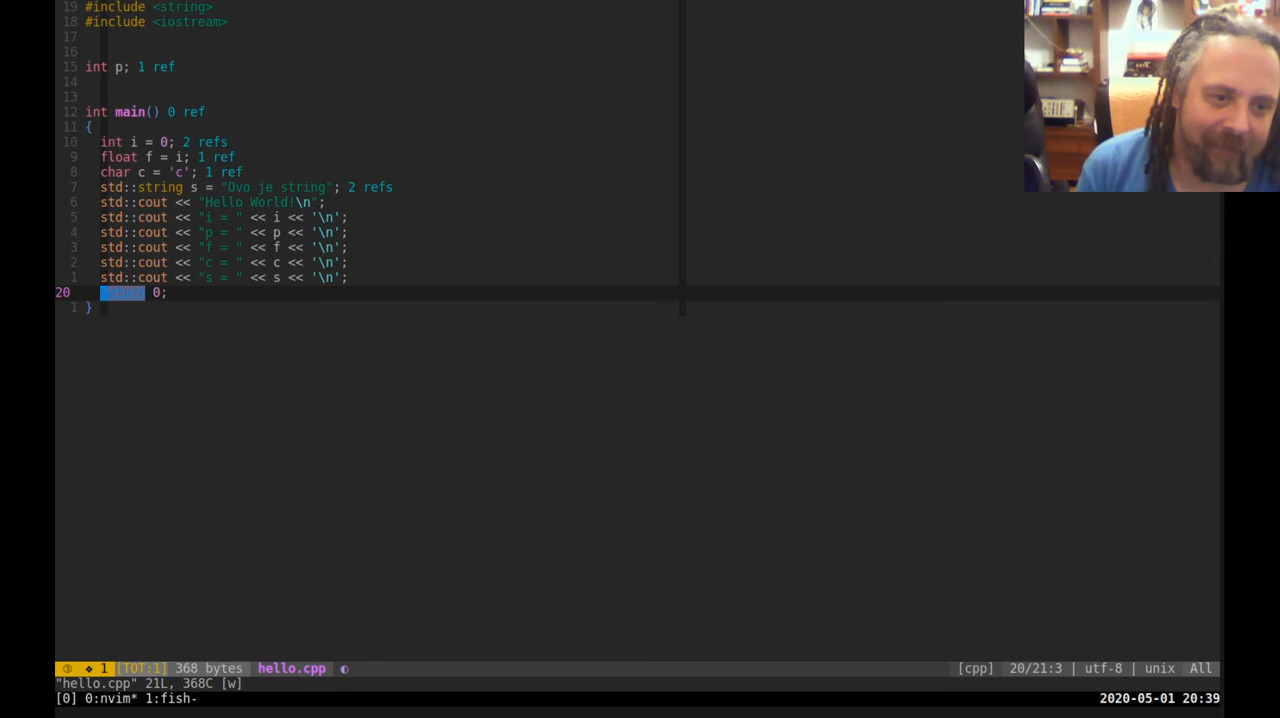 19 #include <string>
18 #include <iostream>
17
16
15 int p; 1 ref
14
13
12 int main() 0 ref
11 {
10 int i = 0; 2 refs
9 float f = i; 1 ref
8 char c = 'c'; 1 ref
7 std::string s = "Ovo je string"; 2 refs
6 std::cout << "Hello World!\n";
5 std::cout << "i = " << i << '\n';
4 std::cout << "p = " << p << '\n';
3 std::cout << "f = " << f << '\n';
2 std::cout << "c = " << c << '\n';
1 std::cout << "s = " << s << '\n';
20 return 0;
1 }
③ ❖ 1 [TOT:1] 368 bytes hello.cpp ◐ [cpp] 20/21:3 | utf-8 | unix All
"hello.cpp" 21L, 368C [w]
[0] 0:nvim* 1:fish- 2020-05-01 20:39